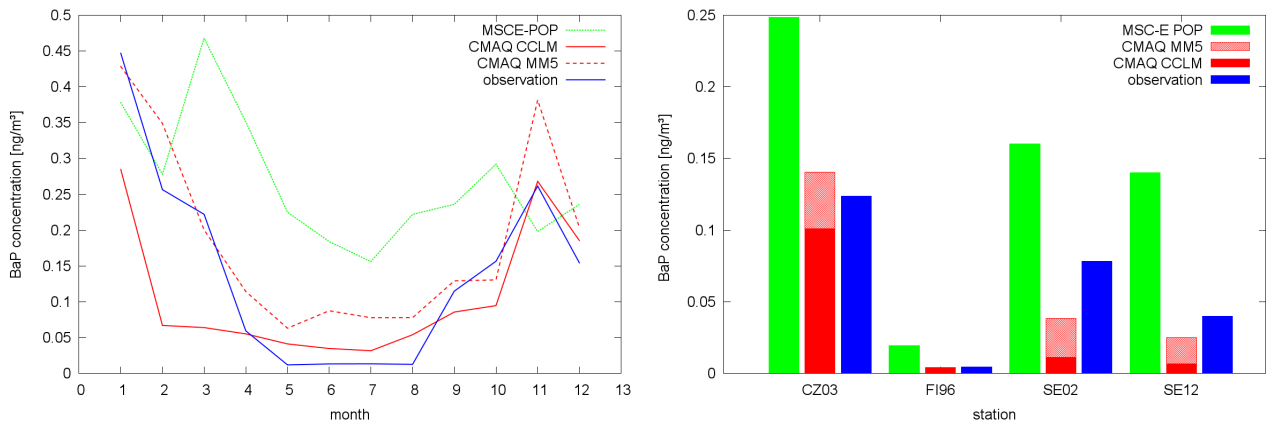 0.5
0.45
0.4
0.35
0.3
0.25
0.2
0.15
0.1
0.05
0
BaP concentration [ng/m³]
MSCE-POP
CMAQ CCLM
CMAQ MM5
observation
0 1 2 3 4 5 6 7 8 9 10 11 12 13
month
0.25
0.2
0.15
0.1
0.05
0
BaP concentration [ng/m³]
MSC-E POP
CMAQ MM5
CMAQ CCLM
observation
CZ03 FI96 SE02 SE12
station